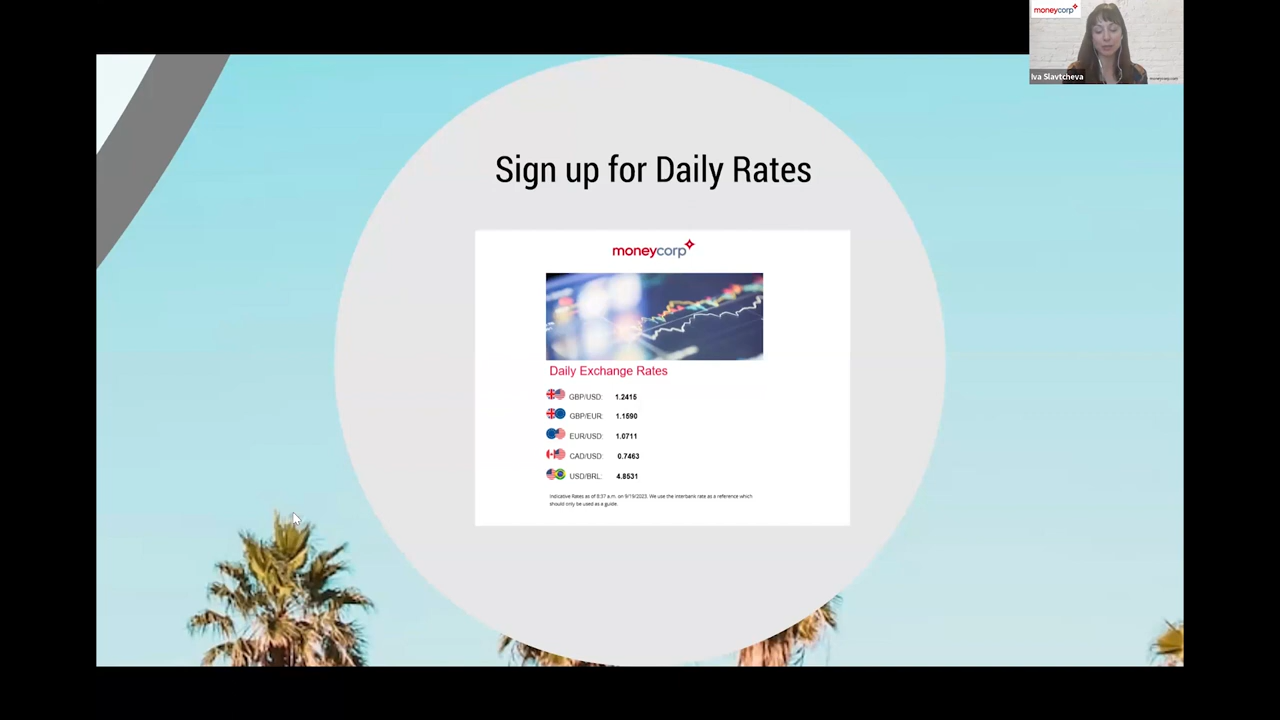 moneycorp
Iva Slavtcheva
moneycorp.com
Sign up for Daily Rates
moneycorp
Daily Exchange Rates
GBP/USD: 1.2415
GBP/EUR: 1.1590
EUR/USD: 1.0711
CAD/USD: 0.7463
USD/BRL: 4.8531
Indicative Rates as of 8:37 a.m. on 9/19/2023. We use the interbank rate as a reference which
should only be used as a guide.